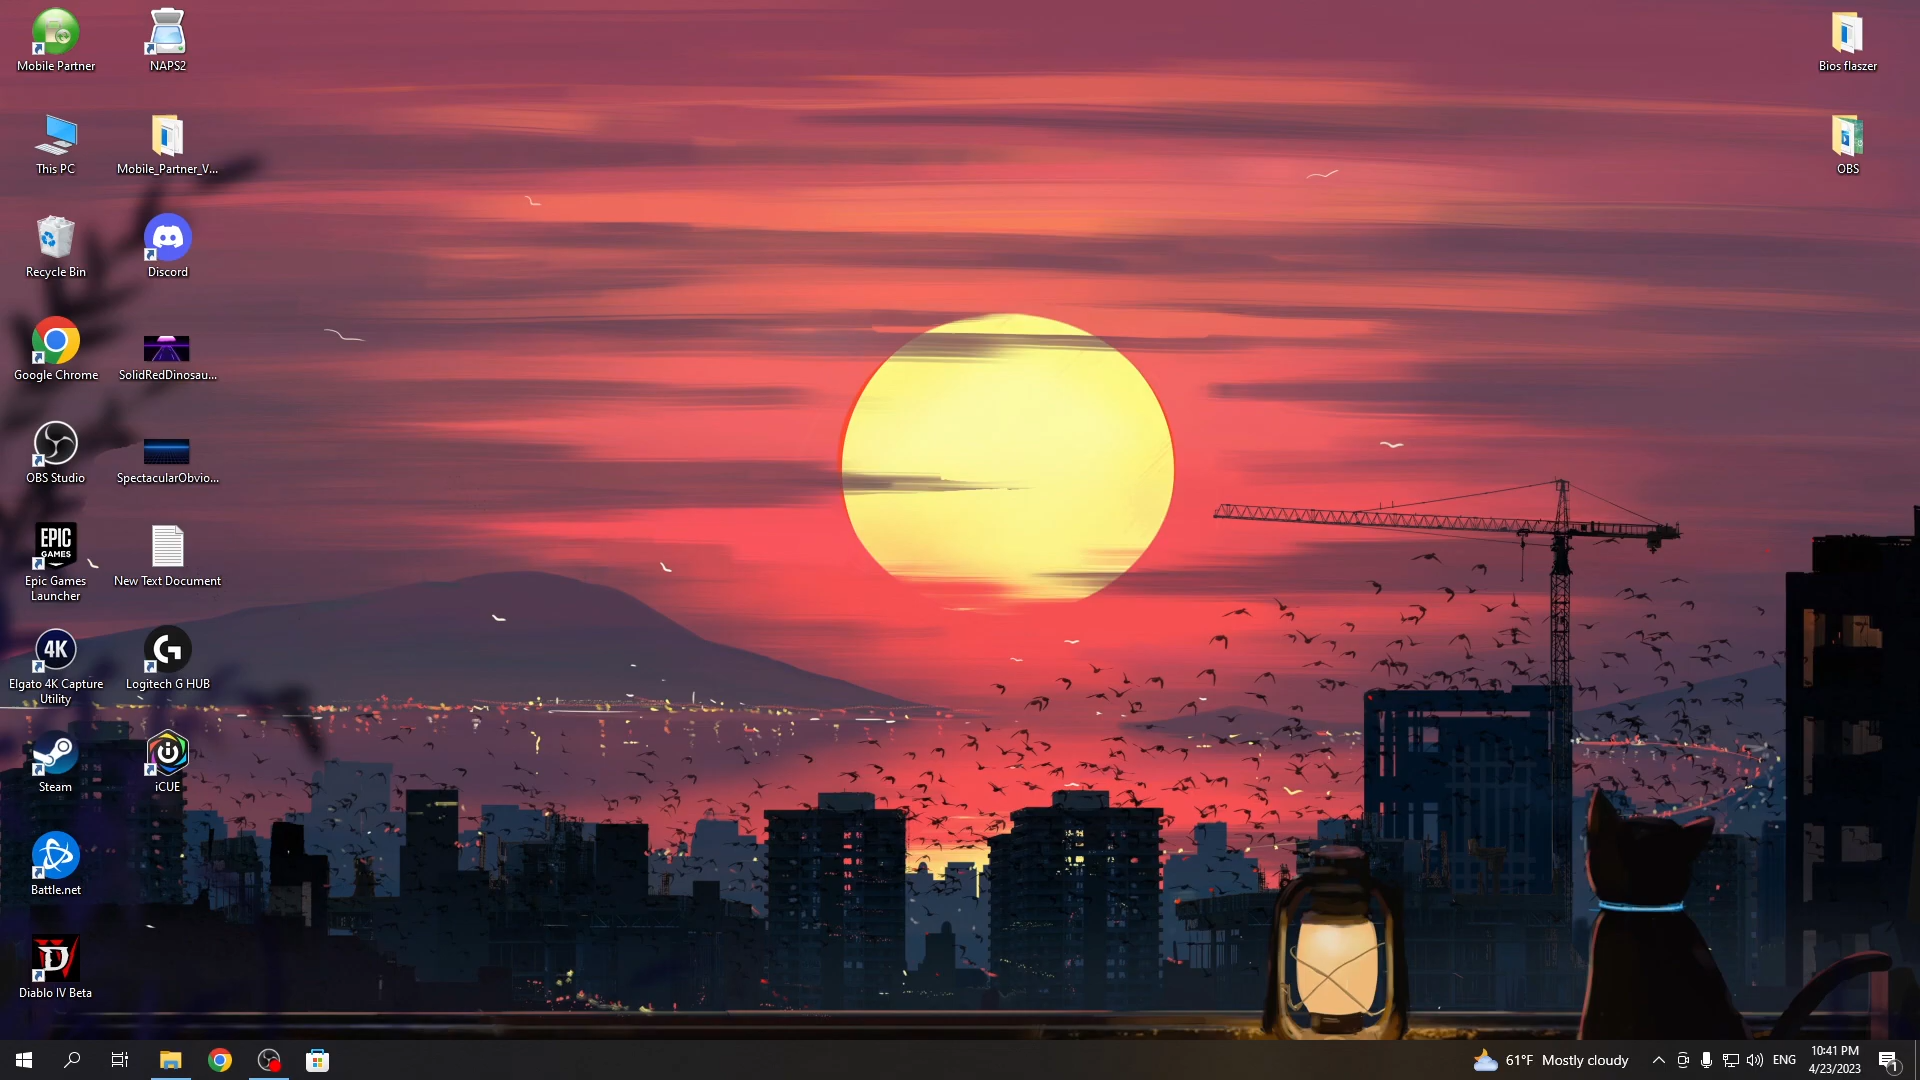 Mobile Partner
NAPS2
Bios flaszer
This PC
Mobile_Partner_V...
OBS
Recycle Bin
Discord
Google Chrome
SolidRedDinosau...
OBS Studio
SpectacularObvio...
EPIC
GAMES
Epic Games
Launcher
New Text Document
4K
Elgato 4K Capture
Utility
Logitech G HUB
Steam
iCUE
Battle.net
Diablo IV Beta
61°F Mostly cloudy
ENG
10:41 PM
4/23/2023
1